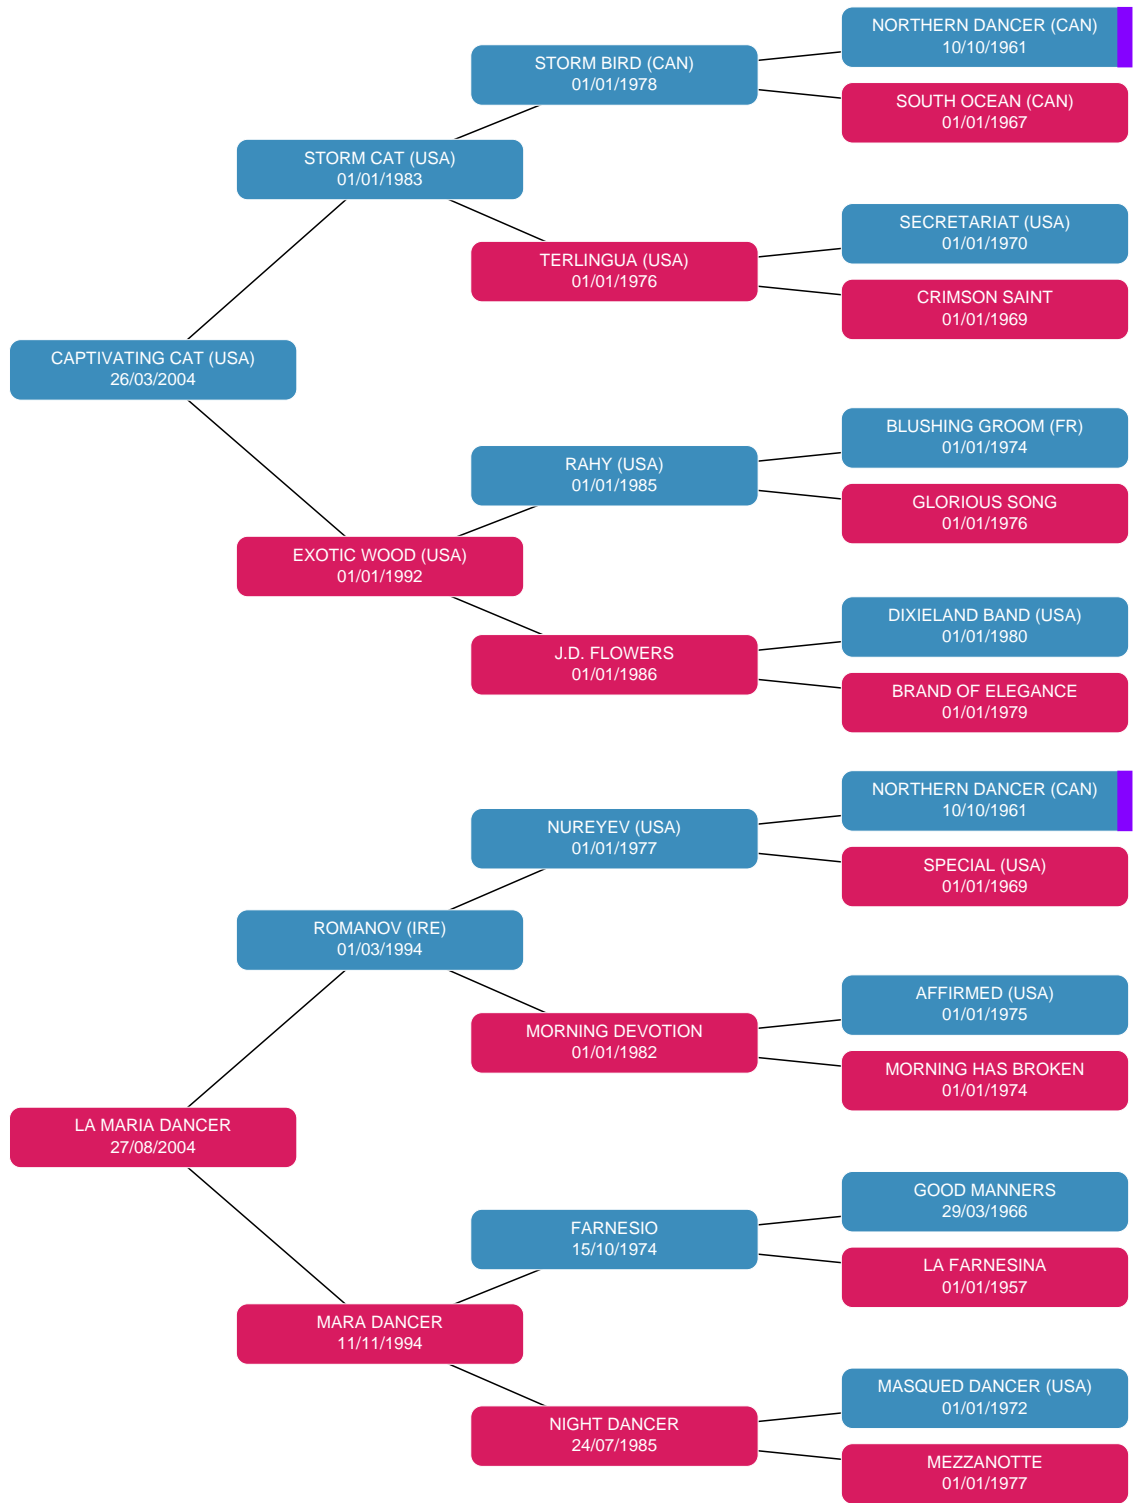 NORTHERN DANCER (CAN)
10/10/1961
STORM BIRD (CAN)
01/01/1978
SOUTH OCEAN (CAN)
01/01/1967
STORM CAT (USA)
01/01/1983
SECRETARIAT (USA)
01/01/1970
TERLINGUA (USA)
01/01/1976
CRIMSON SAINT
01/01/1969
CAPTIVATING CAT (USA)
26/03/2004
BLUSHING GROOM (FR)
01/01/1974
RAHY (USA)
01/01/1985
GLORIOUS SONG
01/01/1976
EXOTIC WOOD (USA)
01/01/1992
DIXIELAND BAND (USA)
01/01/1980
J.D. FLOWERS
01/01/1986
BRAND OF ELEGANCE
01/01/1979
NORTHERN DANCER (CAN)
10/10/1961
NUREYEV (USA)
01/01/1977
SPECIAL (USA)
01/01/1969
ROMANOV (IRE)
01/03/1994
AFFIRMED (USA)
01/01/1975
MORNING DEVOTION
01/01/1982
MORNING HAS BROKEN
01/01/1974
LA MARIA DANCER
27/08/2004
GOOD MANNERS
29/03/1966
FARNESIO
15/10/1974
LA FARNESINA
01/01/1957
MARA DANCER
11/11/1994
MASQUED DANCER (USA)
01/01/1972
NIGHT DANCER
24/07/1985
MEZZANOTTE
01/01/1977